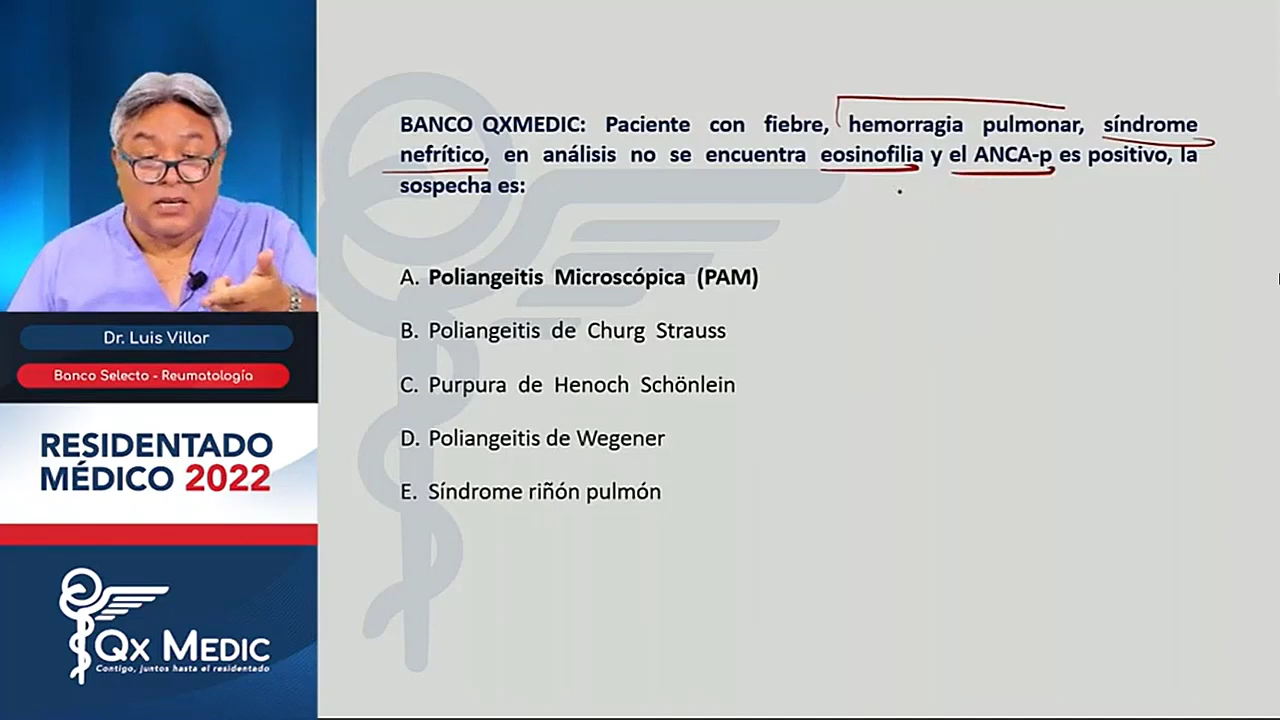 BANCO QXMEDIC: Paciente con fiebre, hemorragia pulmonar, síndrome
nefrítico, en análisis no se encuentra eosinofilia y el ANCA-p es positivo, la
sospecha es:
A. Poliangeitis Microscópica (PAM)
B. Poliangeitis de Churg Strauss
C. Purpura de Henoch Schönlein
D. Poliangeitis de Wegener
E. Síndrome riñón pulmón
Dr. Luis Villar
Banco Selecto - Reumatología
RESIDENTADO
MÉDICO 2022
QX MEDIC
Contigo, juntos hasta el residentado